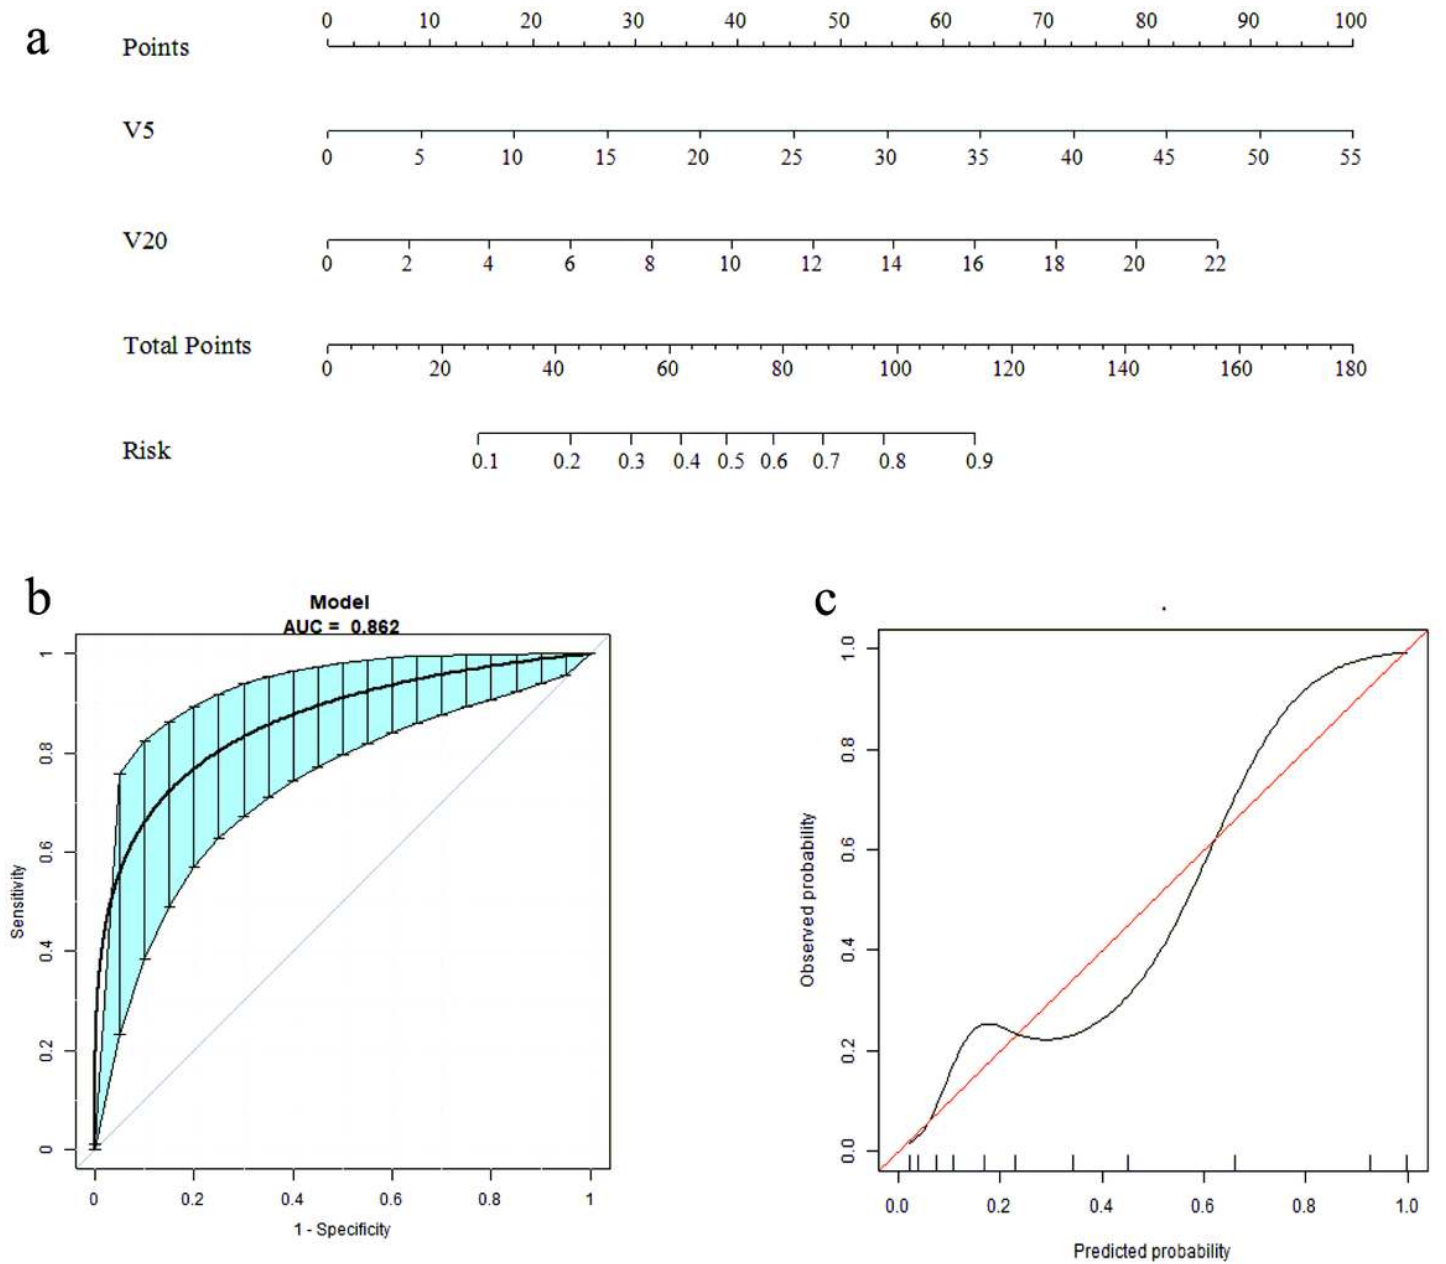 a
0 10 20 30 40 50 60 70 80 90 100
Points
V5
0 5 10 15 20 25 30 35 40 45 50 55
V20
0 2 4 6 8 10 12 14 16 18 20 22
Total Points
0 20 40 60 80 100 120 140 160 180
Risk
0.1 0.2 0.3 0.4 0.5 0.6 0.7 0.8 0.9
b
Model
AUC = 0.862
1
0.8
0.6
0.4
0.2
0
Sensitivity
0 0.2 0.4 0.6 0.8 1
1 - Specificity
c
1.0
0.8
0.6
0.4
0.2
0.0
Observed probability
0.0 0.2 0.4 0.6 0.8 1.0
Predicted probability